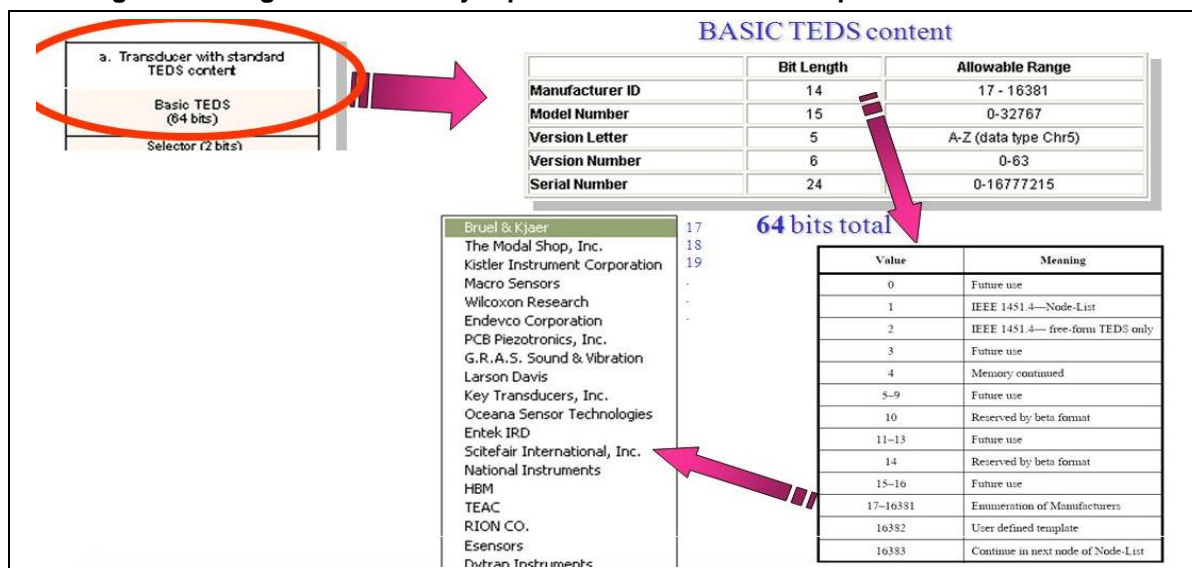 BASIC TEDS content
a. Transducer with standard
TEDS content
Basic TEDS
(64 bits)
Selector (2 bits)
Bit Length Allowable Range
Manufacturer ID 14 17 - 16381
Model Number 15 0-32767
Version Letter 5 A-Z (data type Chr5)
Version Number 6 0-63
Serial Number 24 0-16777215
64 bits total
Bruel & Kjaer 17
The Modal Shop, Inc. 18
Kistler Instrument Corporation 19
Macro Sensors -
Wilcoxon Research -
Endevco Corporation -
PCB Piezotronics, Inc.
G.R.A.S. Sound & Vibration
Larson Davis
Key Transducers, Inc.
Oceana Sensor Technologies
Entek IRD
Scitefair International, Inc.
National Instruments
HBM
TEAC
RION CO.
Esensors
Dytran Instruments
Value Meaning
0 Future use
1 IEEE 1451.4—Node-List
2 IEEE 1451.4— free-form TEDS only
3 Future use
4 Memory continued
5–9 Future use
10 Reserved by beta format
11–13 Future use
14 Reserved by beta format
15–16 Future use
17–16381 Enumeration of Manufacturers
16382 User defined template
16383 Continue in next node of Node-List